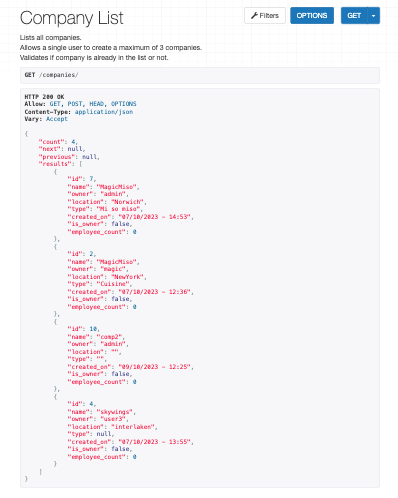 Company List
Filters
OPTIONS
GET
Lists all companies.
Allows a single user to create a maximum of 3 companies.
Validates if company is already in the list or not.
GET /companies/
HTTP 200 OK
Allow: GET, POST, HEAD, OPTIONS
Content-Type: application/json
Vary: Accept
{
"count": 4,
"next": null,
"previous": null,
"results": [
{
"id": 7,
"name": "MagicMiso",
"owner": "admin",
"location": "Norwich",
"type": "Mi so miso",
"created_on": "07/10/2023 - 14:53",
"is_owner": false,
"employee_count": 0
},
{
"id": 2,
"name": "MagicMiso",
"owner": "magic",
"location": "NewYork",
"type": "Cuisine",
"created_on": "07/10/2023 - 12:36",
"is_owner": false,
"employee_count": 0
},
{
"id": 10,
"name": "comp2",
"owner": "admin",
"location": "",
"type": "",
"created_on": "09/10/2023 - 12:25",
"is_owner": false,
"employee_count": 0
},
{
"id": 4,
"name": "skywings",
"owner": "user3",
"location": "interlaken",
"type": null,
"created_on": "07/10/2023 - 13:55",
"is_owner": false,
"employee_count": 0
}
]
}